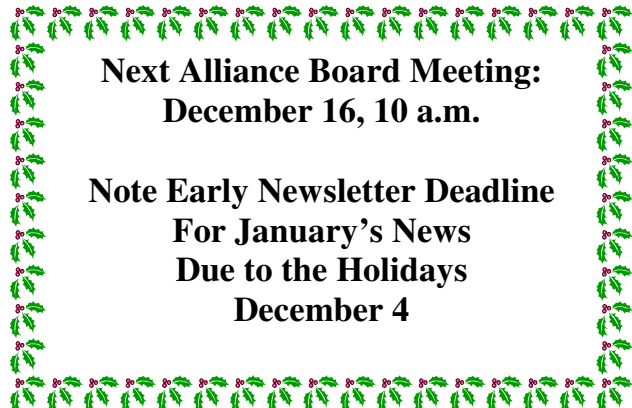 Next Alliance Board Meeting:
December 16, 10 a.m.
Note Early Newsletter Deadline
For January’s News
Due to the Holidays
December 4